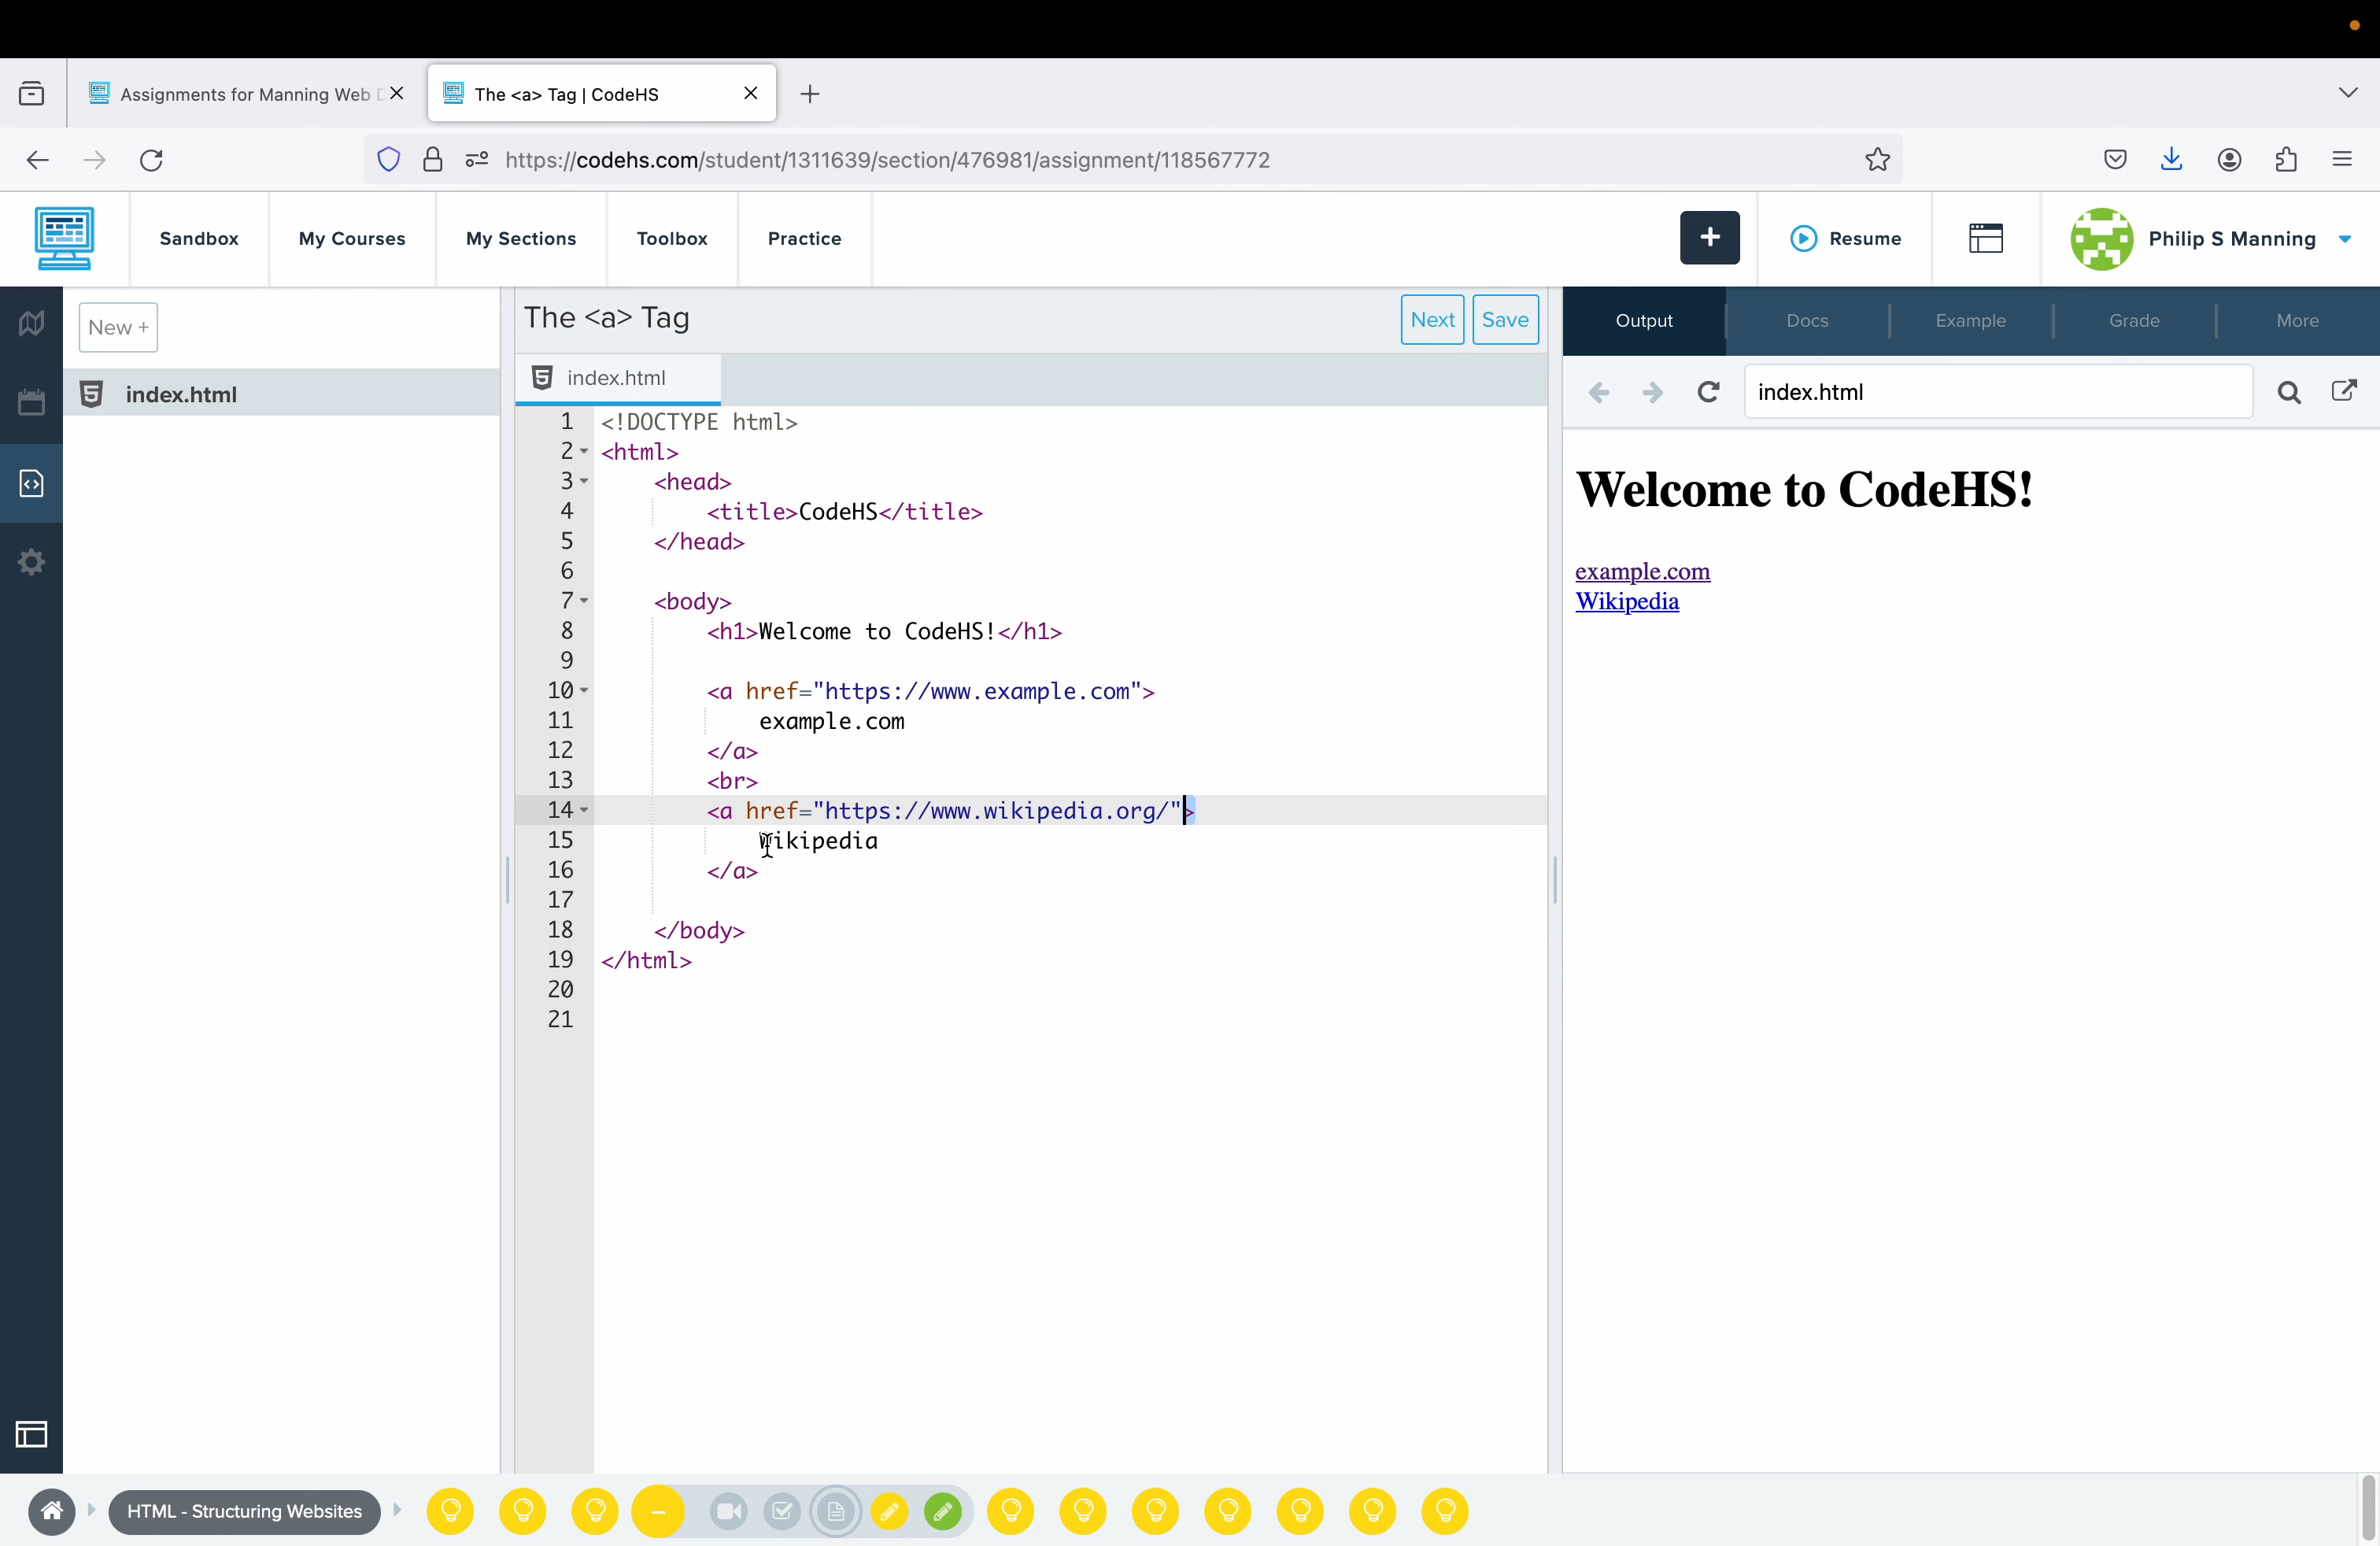 Assignments for Manning Web D
The <a> Tag | CodeHS
https://codehs.com/student/1311639/section/476981/assignment/118567772
Sandbox
My Courses
My Sections
Toolbox
Practice
+
Resume
Philip S Manning
New +
The <a> Tag
Next
Save
Output
Docs
Example
Grade
More
index.html
index.html
index.html
1 <!DOCTYPE html>
2 <html>
3 <head>
4 <title>CodeHS</title>
5 </head>
6
7 <body>
8 <h1>Welcome to CodeHS!</h1>
9
10 <a href="https://www.example.com">
11 example.com
12 </a>
13 <br>
14 <a href="https://www.wikipedia.org/">
15 Wikipedia
16 </a>
17
18 </body>
19 </html>
20
21
Welcome to CodeHS!
example.com
Wikipedia
HTML - Structuring Websites